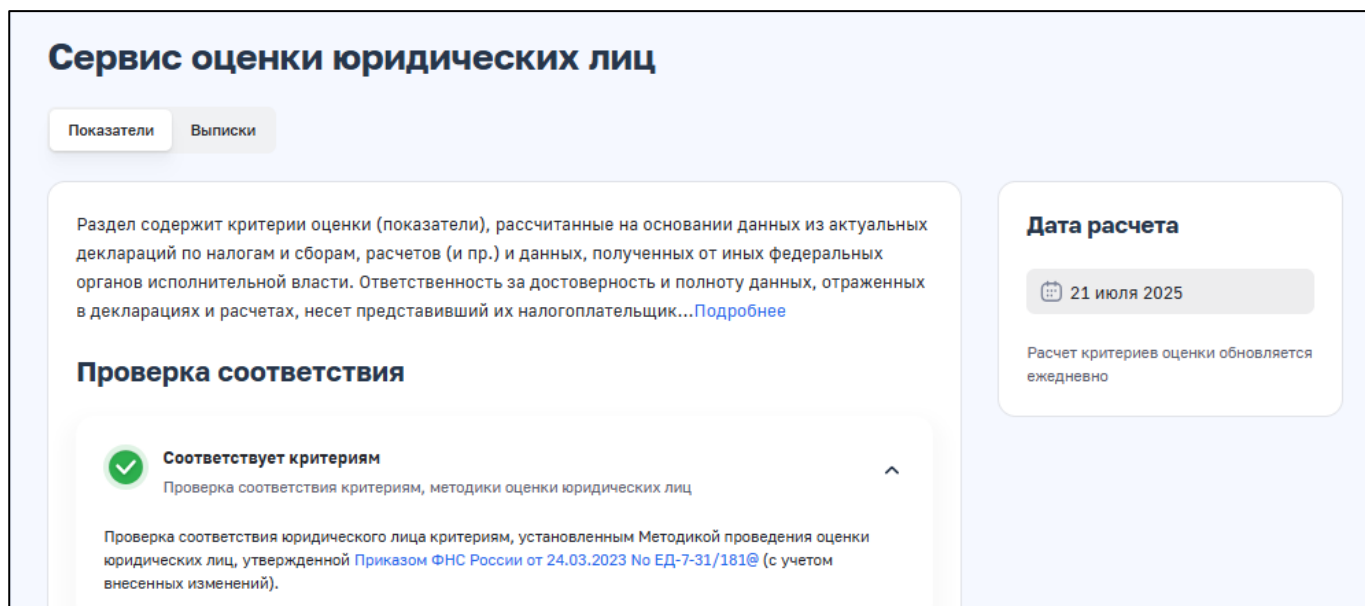 Сервис оценки юридических лиц
Показатели
Выписки
Раздел содержит критерии оценки (показатели), рассчитанные на основании данных из актуальных
деклараций по налогам и сборам, расчетов (и пр.) и данных, полученных от иных федеральных
органов исполнительной власти. Ответственность за достоверность и полноту данных, отраженных
в декларациях и расчетах, несет представивший их налогоплательщик...Подробнее
Проверка соответствия
Соответствует критериям
Проверка соответствия критериям, методики оценки юридических лиц
Проверка соответствия юридического лица критериям, установленным Методикой проведения оценки
юридических лиц, утвержденной Приказом ФНС России от 24.03.2023 No ЕД-7-31/181@ (с учетом
внесенных изменений).
Дата расчета
21 июля 2025
Расчет критериев оценки обновляется
ежедневно